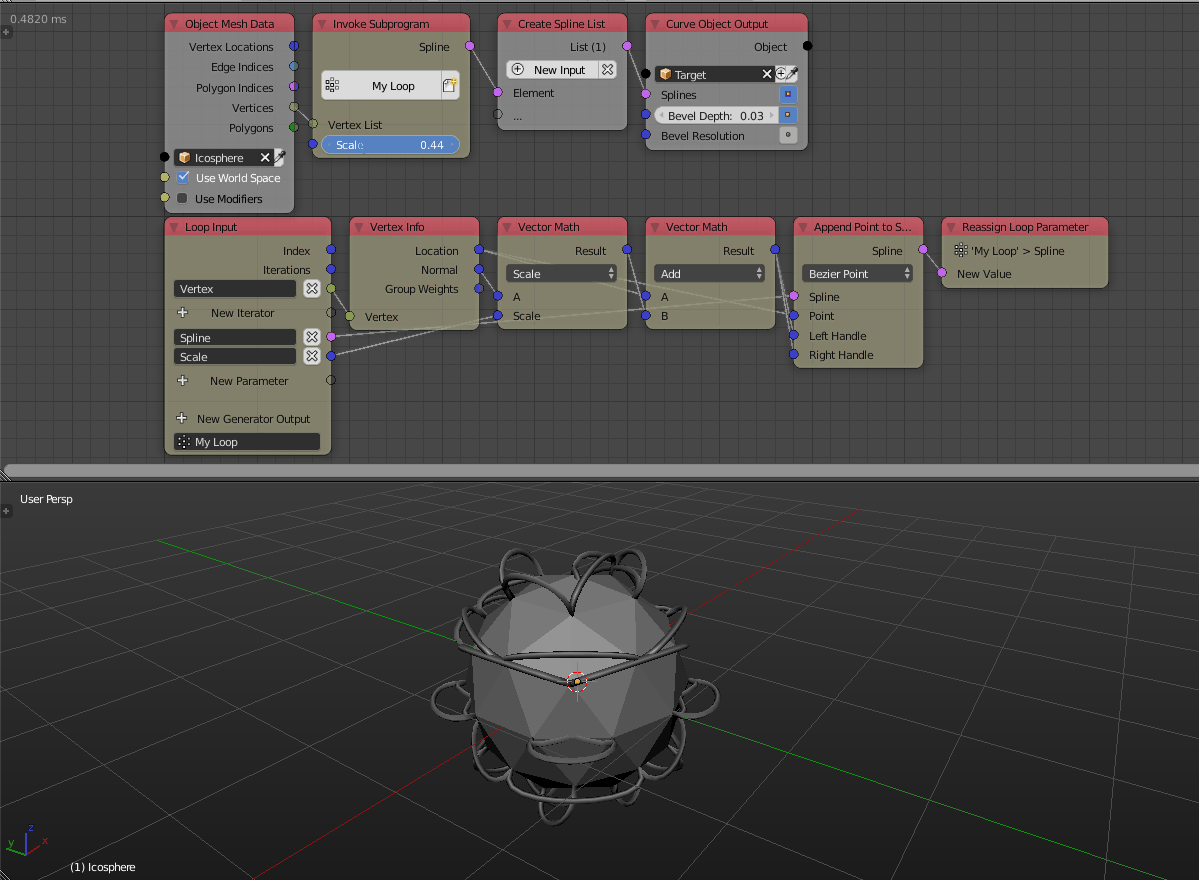 0.4820 ms
Object Mesh Data
Vertex Locations
Edge Indices
Polygon Indices
Vertices
Polygons
Icosphere
Use World Space
Use Modifiers
Invoke Subprogram
Spline
My Loop
Vertex List
Scale 0.44
Create Spline List
List (1)
New Input
Element
...
Curve Object Output
Object
Target
Splines
Bevel Depth: 0.03
Bevel Resolution
Loop Input
Index
Iterations
Vertex
New Iterator
Spline
Scale
New Parameter
New Generator Output
My Loop
Vertex Info
Location
Normal
Group Weights
Vertex
Vector Math
Result
Scale
A
Scale
Vector Math
Result
Add
A
B
Append Point to S...
Spline
Bezier Point
Spline
Point
Left Handle
Right Handle
Reassign Loop Parameter
'My Loop' > Spline
New Value
User Persp
z
y
x
(1) Icosphere